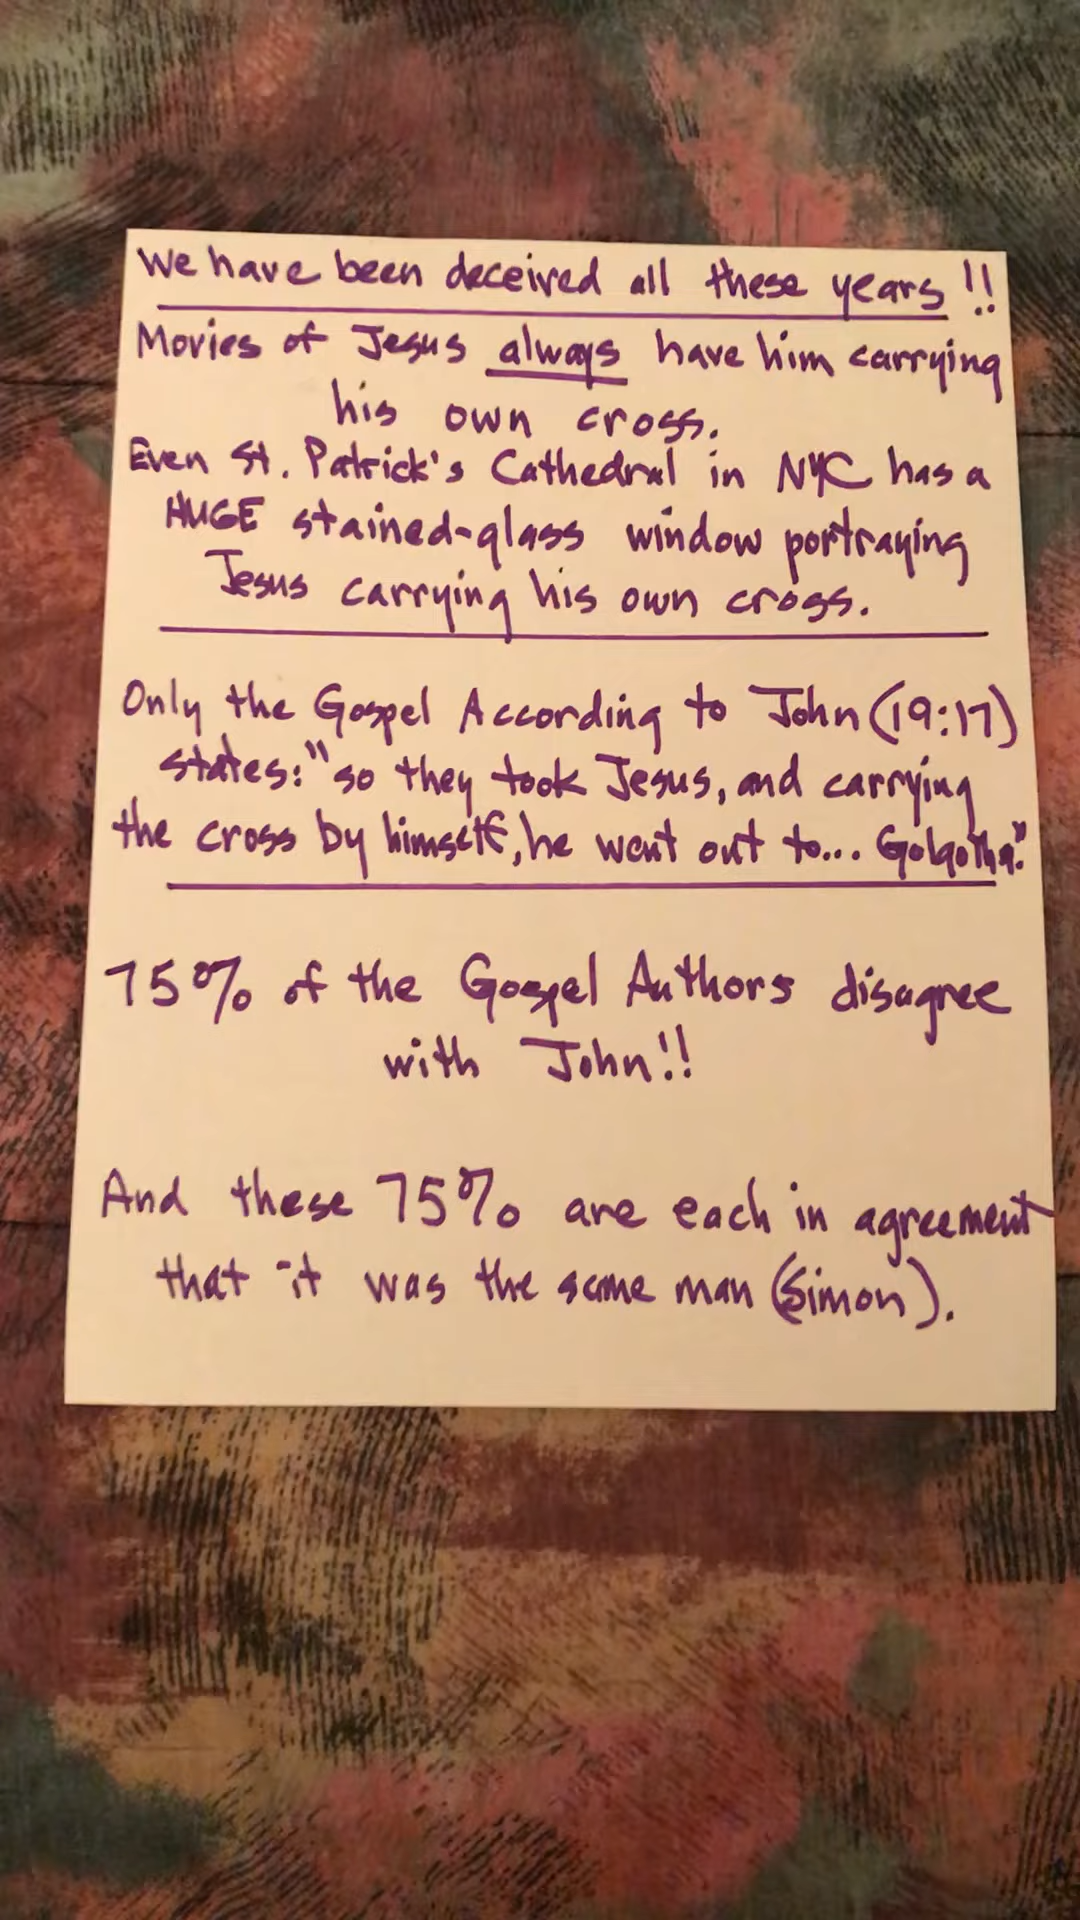 We have been deceived all these years!!
Movies of Jesus always have him carrying
his own cross.
Even St. Patrick's Cathedral in NYC has a
HUGE stained-glass window portraying
Jesus carrying his own cross.
Only the Gospel According to John (19:17)
states: "so they took Jesus, and carrying
the cross by himself, he went out to... Golgotha."
75% of the Gospel Authors disagree
with John!!
And these 75% are each in agreement
that it was the same man (Simon).